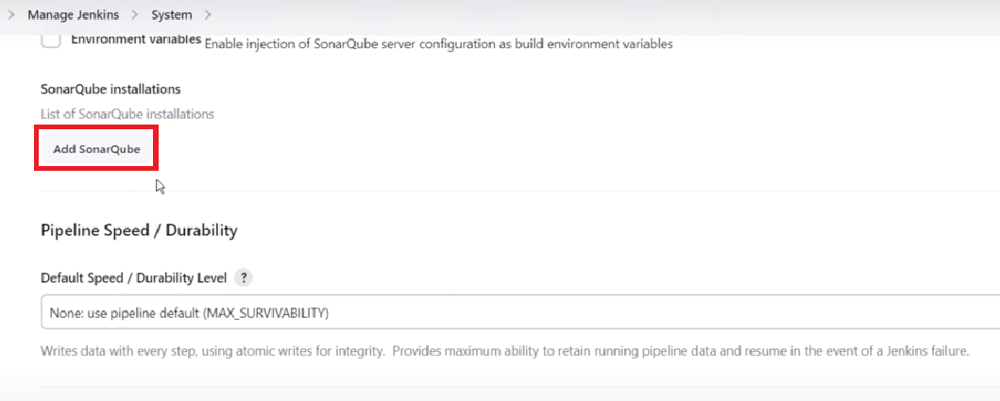 Manage Jenkins System
Environment variables Enable injection of SonarQube server configuration as build environment variables
SonarQube installations
List of SonarQube installations
Add SonarQube
Pipeline Speed / Durability
Default Speed / Durability Level ?
None: use pipeline default (MAX_SURVIVABILITY)
Writes data with every step, using atomic writes for integrity. Provides maximum ability to retain running pipeline data and resume in the event of a Jenkins failure.